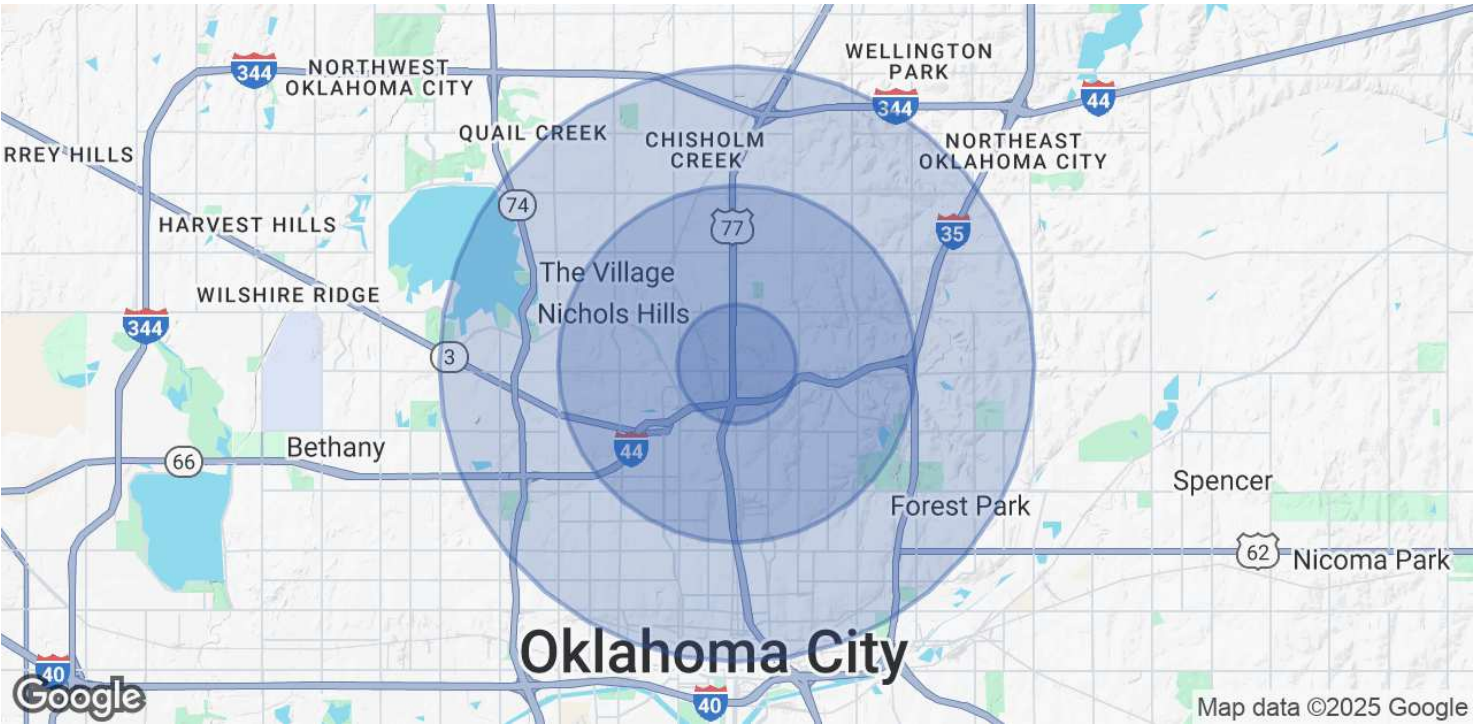 WELLINGTON
PARK
344
NORTHWEST
OKLAHOMA CITY
344
44
QUAIL CREEK
CHISHOLM
CREEK
NORTHEAST
OKLAHOMA CITY
RREY HILLS
74
HARVEST HILLS
77
35
The Village
WILSHIRE RIDGE
Nichols Hills
344
3
Bethany
44
66
Spencer
Forest Park
62
Nicoma Park
Oklahoma City
40
Google
40
Map data ©2025 Google